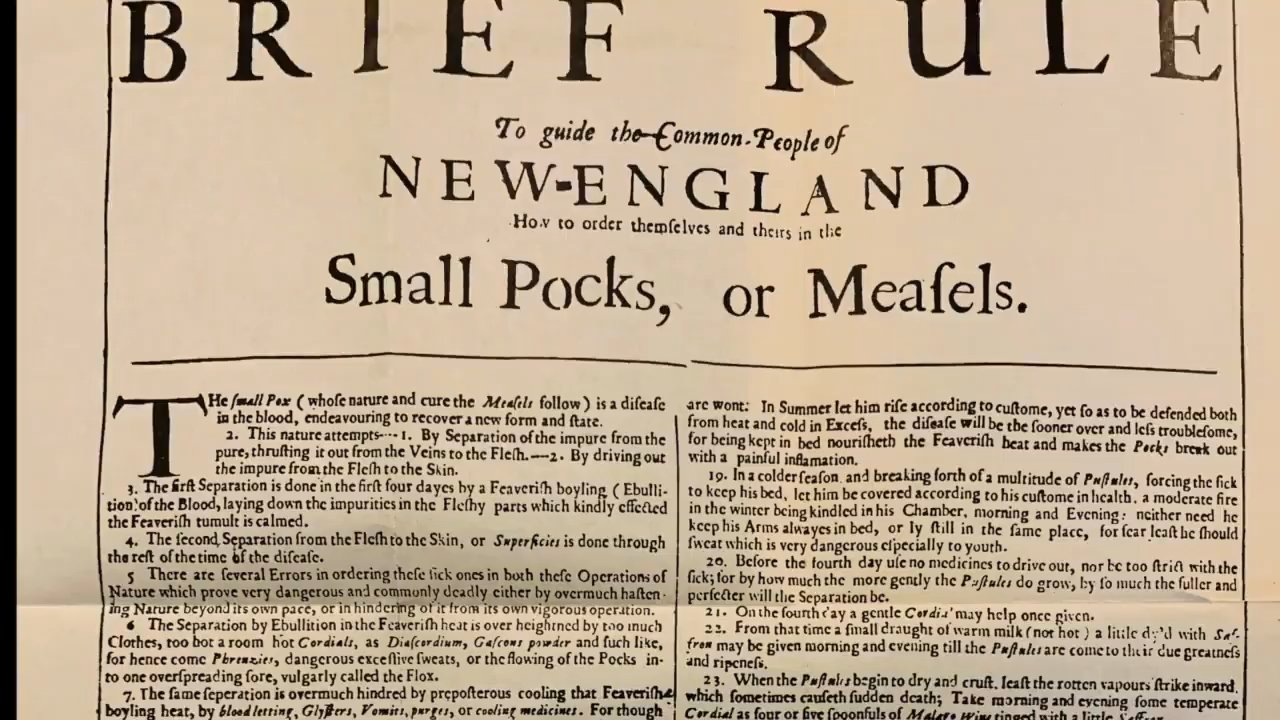 BRIEF RULE
To guide the Common-People of
NEW-ENGLAND
How to order themſelves and theirs in the
Small Pocks, or Meaſels.
THe ſmall Pox ( whoſe nature and cure the Meaſels follow ) is a diſeaſe
in the blood, endeavouring to recover a new form and ſtate.
2. This nature attempts---1. By Separation of the impure from the
pure, thruſting it out from the Veins to the Fleſh.—2. By driving out
the impure from the Fleſh to the Skin.
3. The firſt Separation is done in the firſt four dayes by a Feaveriſh boyling ( Ebulli-
tion) of the Blood, laying down the impurities in the Fleſhy parts which kindly effected
the Feaveriſh tumult is calmed.
4. The ſecond Separation from the Fleſh to the Skin, or Superficies is done through
the reſt of the time of the diſeaſe.
5 There are ſeveral Errors in ordering theſe ſick ones in both theſe Operations of
Nature which prove very dangerous and commonly deadly either by overmuch haſten-
ing Nature beyond its own pace, or in hindering of it from its own vigorous operation.
6 The Separation by Ebullition in the Feaveriſh heat is over heightned by too much
Clothes, too hot a room hot Cordials, as Diaſcordium, Gaſcons powder and ſuch like,
for hence come Phrenzies, dangerous exceſſive ſweats, or the flowing of the Pocks in-
to one overſpreading ſore, vulgarly called the Flox.
7. The ſame ſeperation is overmuch hindred by prepoſterous cooling that Feaveriſh
boyling heat, by blood letting, Glyſters, Vomits, purges, or cooling medicines. For though
are wont: In Summer let him riſe according to cuſtome, yet ſo as to be defended both
from heat and cold in Exceſs, the diſeaſe will be the ſooner over and leſs troubleſome,
for being kept in bed nouriſheth the Feaveriſh heat and makes the Pocks break out
with a painful inflamation.
19. In a colder ſeaſon and breaking forth of a multitude of Puſtules, forcing the ſick
to keep his bed, let him be covered according to his cuſtome in health, a moderate fire
in the winter being kindled in his Chamber, morning and Evening: neither need he
keep his Arms alwayes in bed, or ly ſtill in the ſame place, for fear leaſt he ſhould
ſweat which is very dangerous eſpecially to youth.
20. Before the fourth day uſe no medicines to drive out, nor be too ſtrict with the
ſick; for by how much the more gently the Puſtules do grow, by ſo much the fuller and
perfecter will the Separation be.
21. On the fourth day a gentle Cordial may help once given.
22. From that time a ſmall draught of warm milk (not hot ) a little dy'd with Saf-
fron may be given morning and evening till the Puſtules are come to their due greatneſs
and ripeneſs.
23. When the Puſtules begin to dry and cruſt, leaſt the rotten vapours ſtrike inward,
which ſometimes cauſeth ſudden death; Take morning and evening ſome temperate
Cordial as four or five ſpoonfuls of Malaga Wine tinged with a little Saffron.